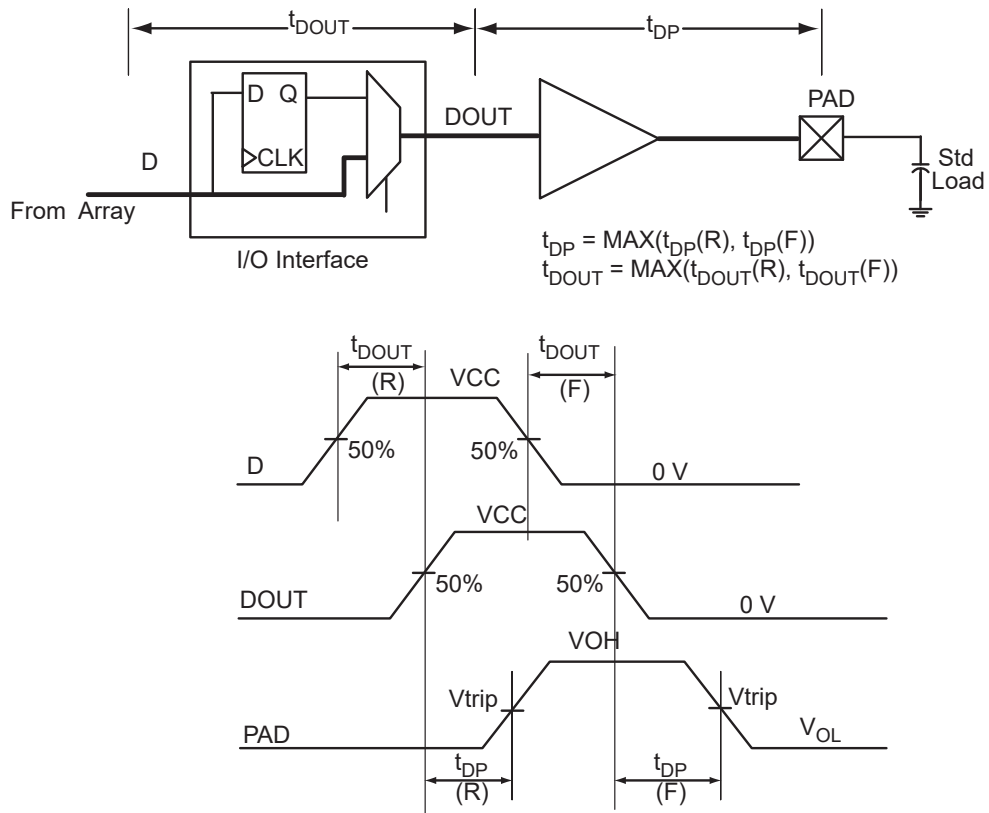 tDOUT
tDP
D Q
CLK
DOUT
PAD
D
Std
Load
From Array
I/O Interface
tDP = MAX(tDP(R), tDP(F))
tDOUT = MAX(tDOUT(R), tDOUT(F))
tDOUT
(R)
VCC
tDOUT
(F)
50%
50%
D
0 V
VCC
50%
50%
DOUT
0 V
VOH
Vtrip
Vtrip
PAD
VOL
tDP
(R)
tDP
(F)